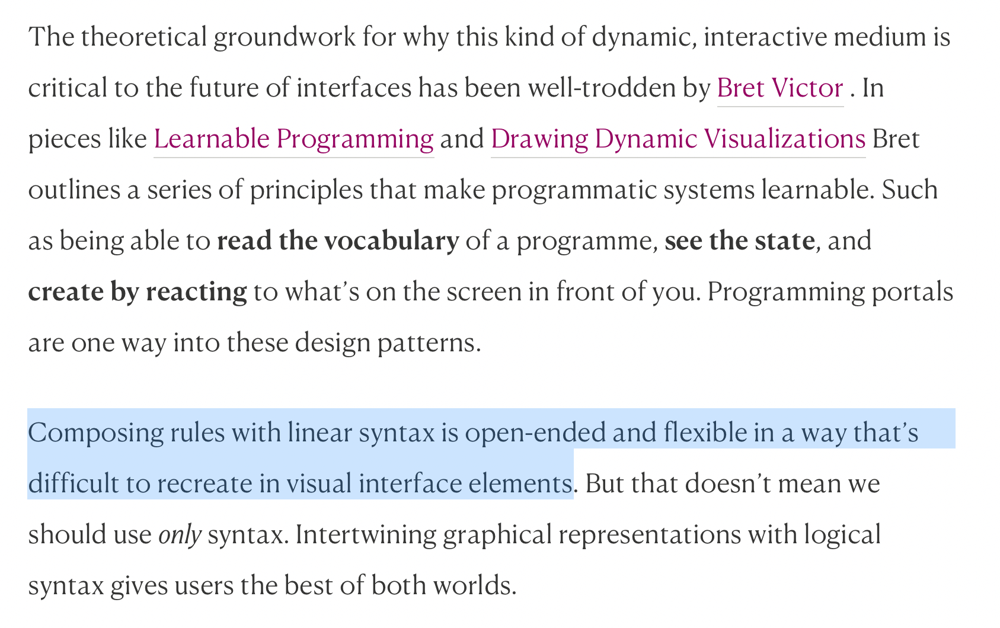 The theoretical groundwork for why this kind of dynamic, interactive medium is
critical to the future of interfaces has been well-trodden by Bret Victor . In
pieces like Learnable Programming and Drawing Dynamic Visualizations Bret
outlines a series of principles that make programmatic systems learnable. Such
as being able to read the vocabulary of a programme, see the state, and
create by reacting to what’s on the screen in front of you. Programming portals
are one way into these design patterns.
Composing rules with linear syntax is open-ended and flexible in a way that’s
difficult to recreate in visual interface elements. But that doesn’t mean we
should use only syntax. Intertwining graphical representations with logical
syntax gives users the best of both worlds.